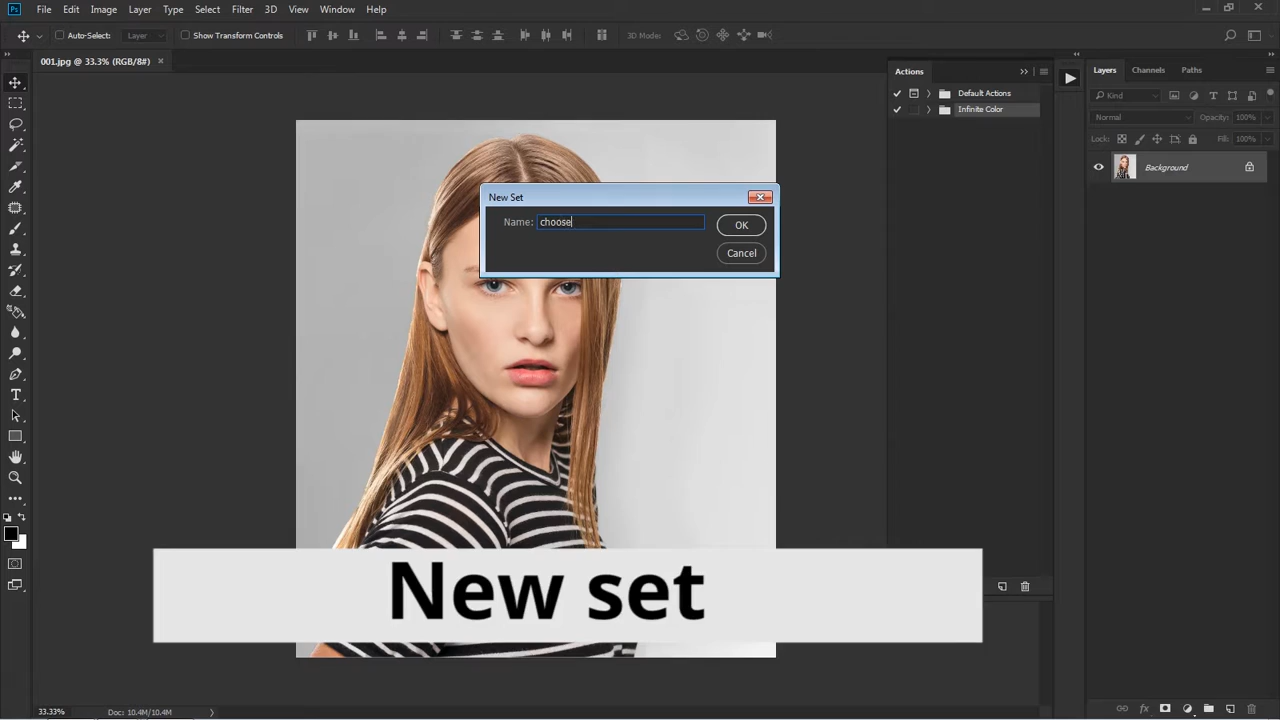 Ps File Edit Image Layer Type Select Filter 3D View Window Help
Auto-Select: Layer Show Transform Controls 3D Mode:
001.jpg @ 33.3% (RGB/8#) ×
Actions
Default Actions
Infinite Color
Layers Channels Paths
Kind
Normal Opacity: 100%
Lock: Fill: 100%
Background
New Set
Name: choose
OK
Cancel
New set
33.33% Doc: 10.4M/10.4M
fx